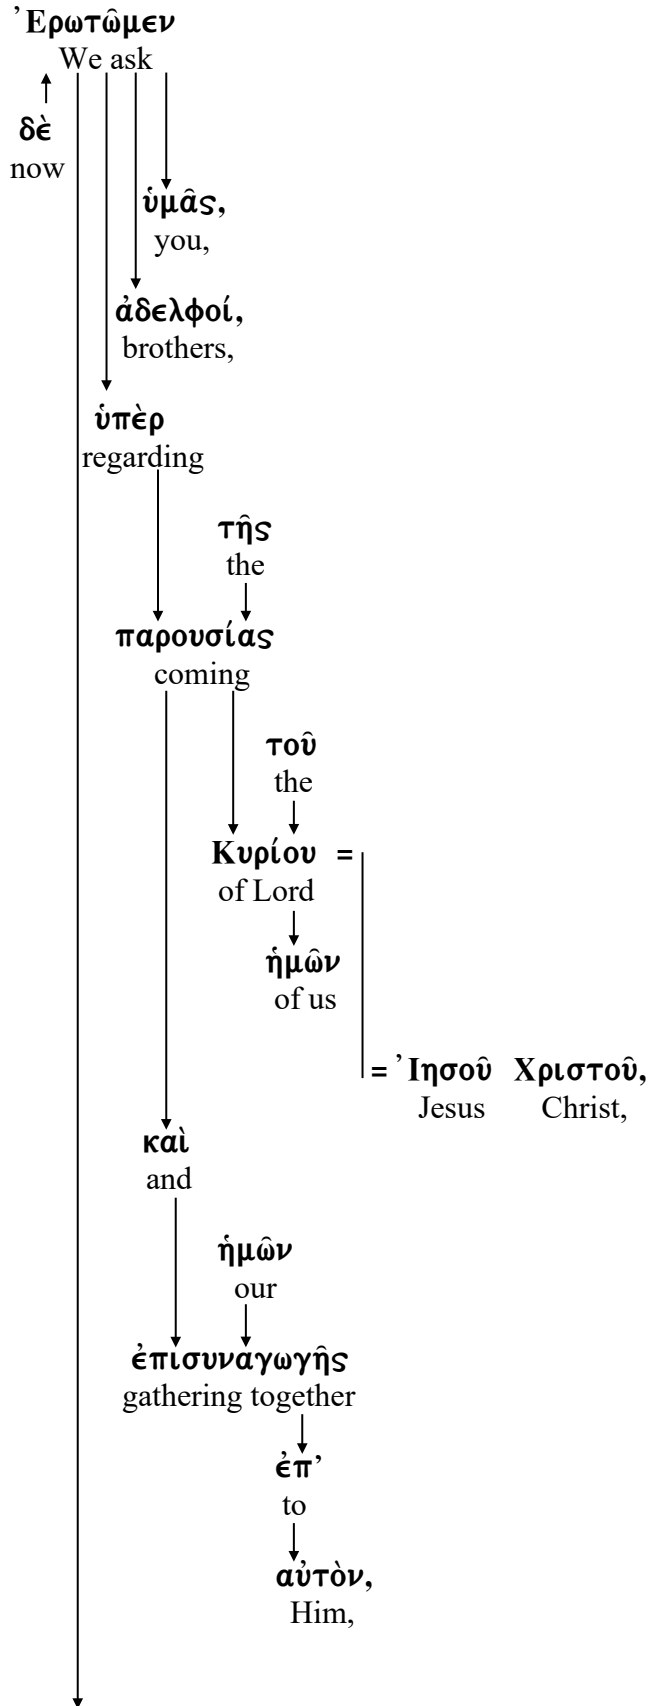 Ἐρωτῶμεν
We ask
δὲ
now
ὑμᾶς,
you,
ἀδελφοί,
brothers,
ὑπὲρ
regarding
τῆς
the
παρουσίας
coming
τοῦ
the
Κυρίου =
of Lord
ἡμῶν
of us
= Ἰησοῦ Χριστοῦ,
Jesus Christ,
καὶ
and
ἡμῶν
our
ἐπισυναγωγῆς
gathering together
ἐπ’
to
αὐτὸν,
Him,